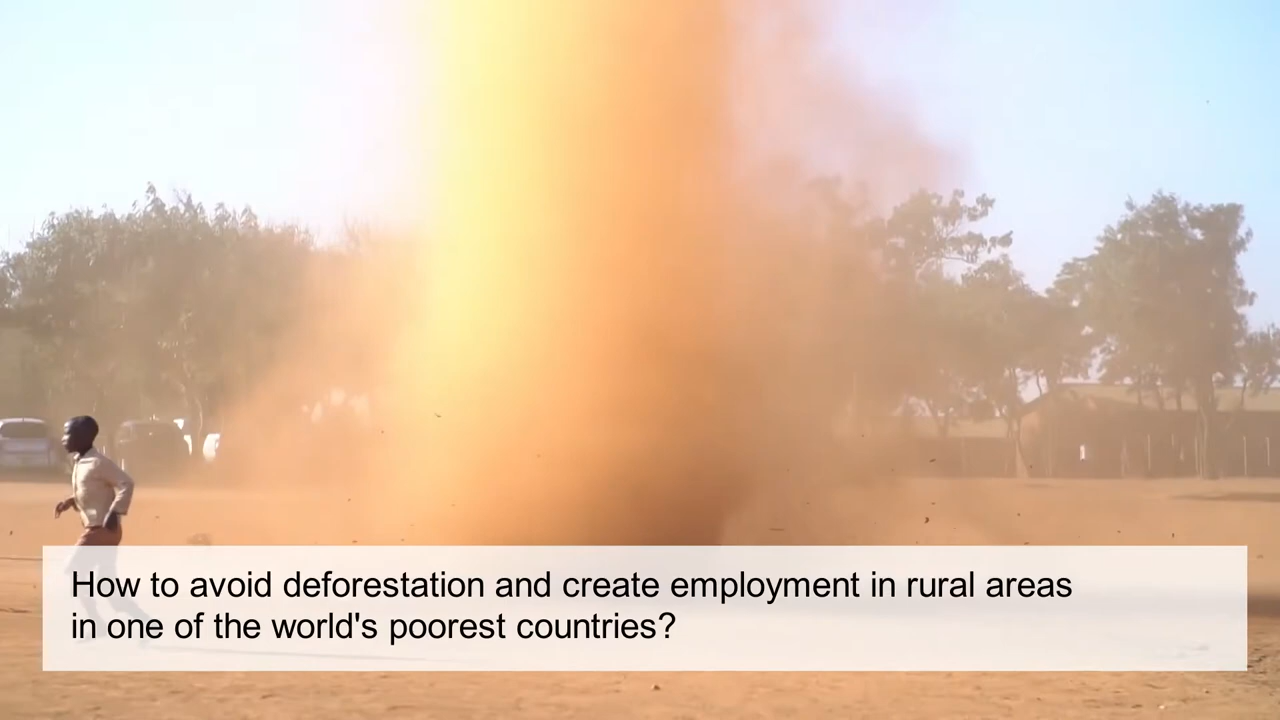 How to avoid deforestation and create employment in rural areas
in one of the world's poorest countries?